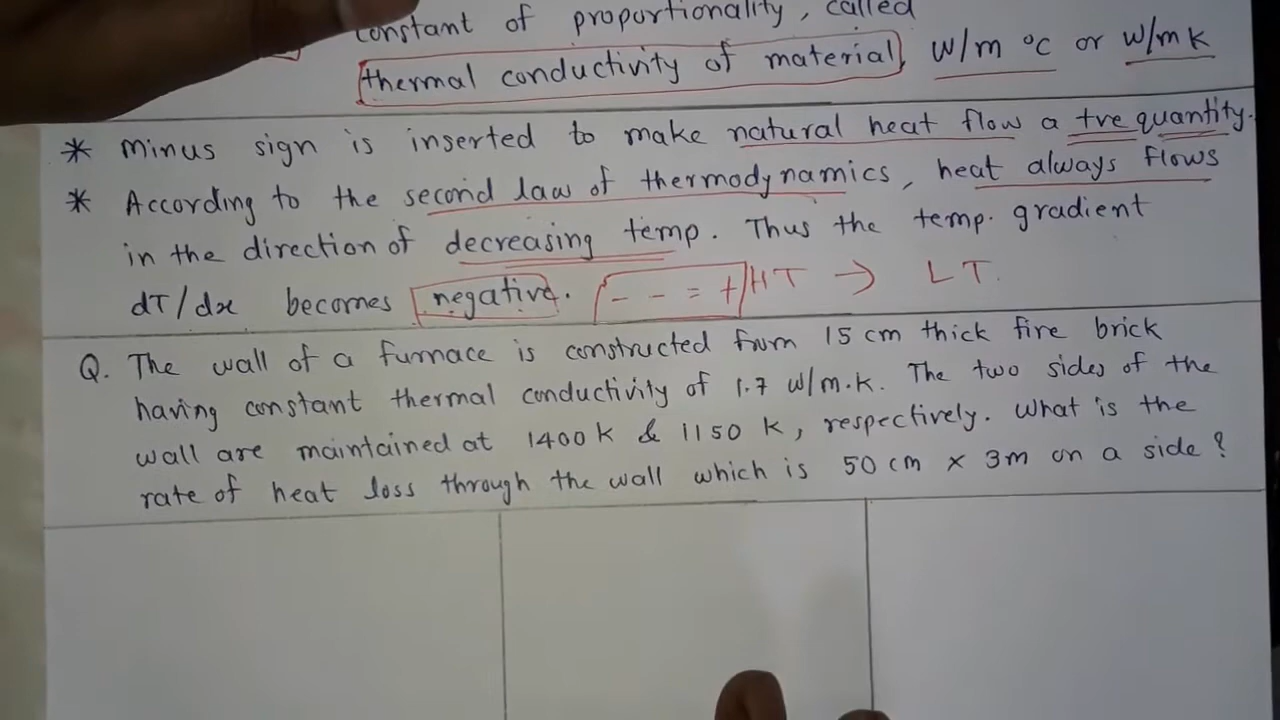 constant of proportionality, called
thermal conductivity of material, W/m °C or W/mK
* Minus sign is inserted to make natural heat flow a +ve quantity.
* According to the second law of thermodynamics, heat always flows
in the direction of decreasing temp. Thus the temp. gradient
dT/dx becomes negative. - - = + HT → LT.
Q. The wall of a furnace is constructed from 15 cm thick fire brick
having constant thermal conductivity of 1.7 W/m.K. The two sides of the
wall are maintained at 1400 K & 1150 K, respectively. What is the
rate of heat loss through the wall which is 50 cm x 3m on a side ?